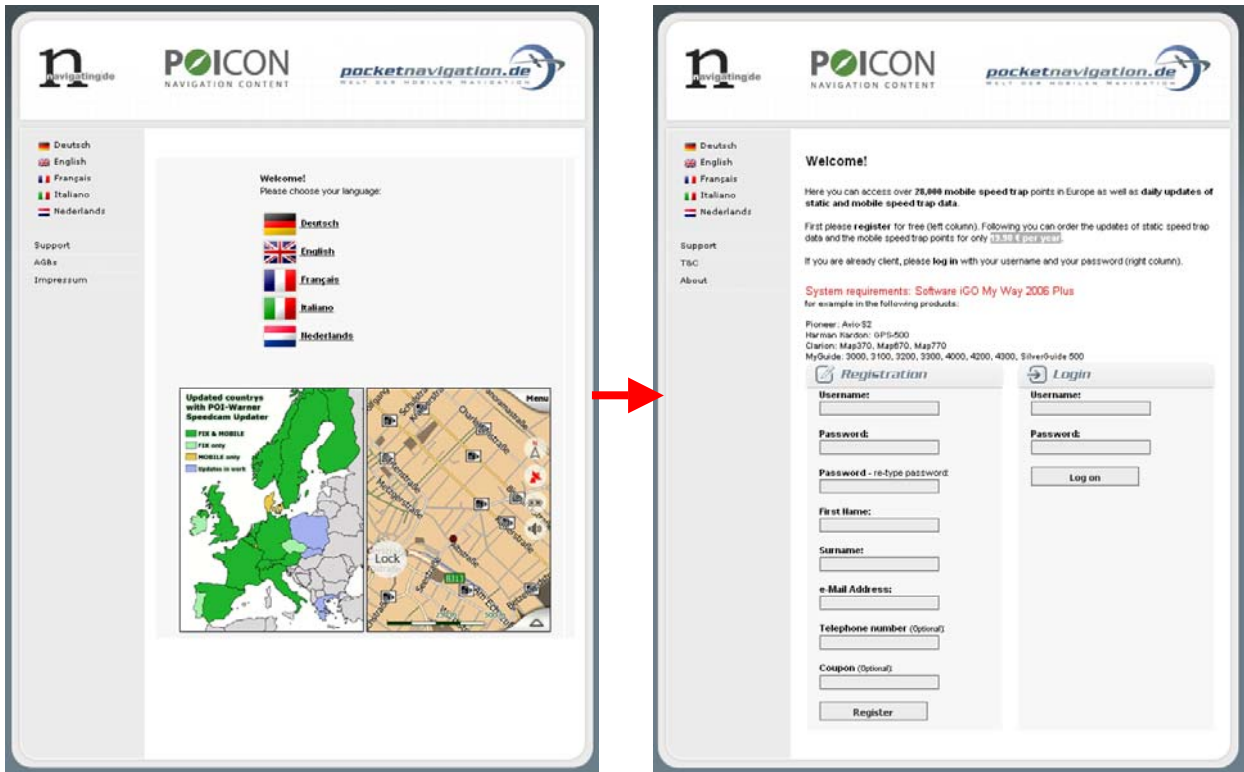 navigating.de
POICON
NAVIGATION CONTENT
pocketnavigation.de
WELT DER MOBILEN NAVIGATION
Deutsch
English
Français
Italiano
Nederlands
Support
AGBs
Impressum
Welcome!
Please choose your language:
Deutsch
English
Français
Italiano
Nederlands
Updated countrys
with POI-Warner
Speedcam Updater
FIX & MOBILE
FIX only
MOBILE only
Updates in work
Menu
Lock
B313
navigating.de
POICON
NAVIGATION CONTENT
pocketnavigation.de
WELT DER MOBILEN NAVIGATION
Deutsch
English
Français
Italiano
Nederlands
Support
T&C
About
Welcome!
Here you can access over 28,000 mobile speed trap points in Europe as well as daily updates of
static and mobile speed trap data.
First please register for free (left column). Following you can order the updates of static speed trap
data and the mobile speed trap points for only € per year.
If you are already client, please log in with your username and your password (right column).
System requirements: Software iGO My Way 2006 Plus
for example in the following products:
Pioneer: Avic-S2
Harman Kardon: GPS-500
Clarion: Map370, Map670, Map770
MyGuide: 3000, 3100, 3200, 3300, 4000, 4200, 4300, SilverGuide 500
Registration
Username:
Password:
Password - re-type password:
First Name:
Surname:
e-Mail Address:
Telephone number (Optional):
Coupon (Optional):
Register
Login
Username:
Password:
Log on